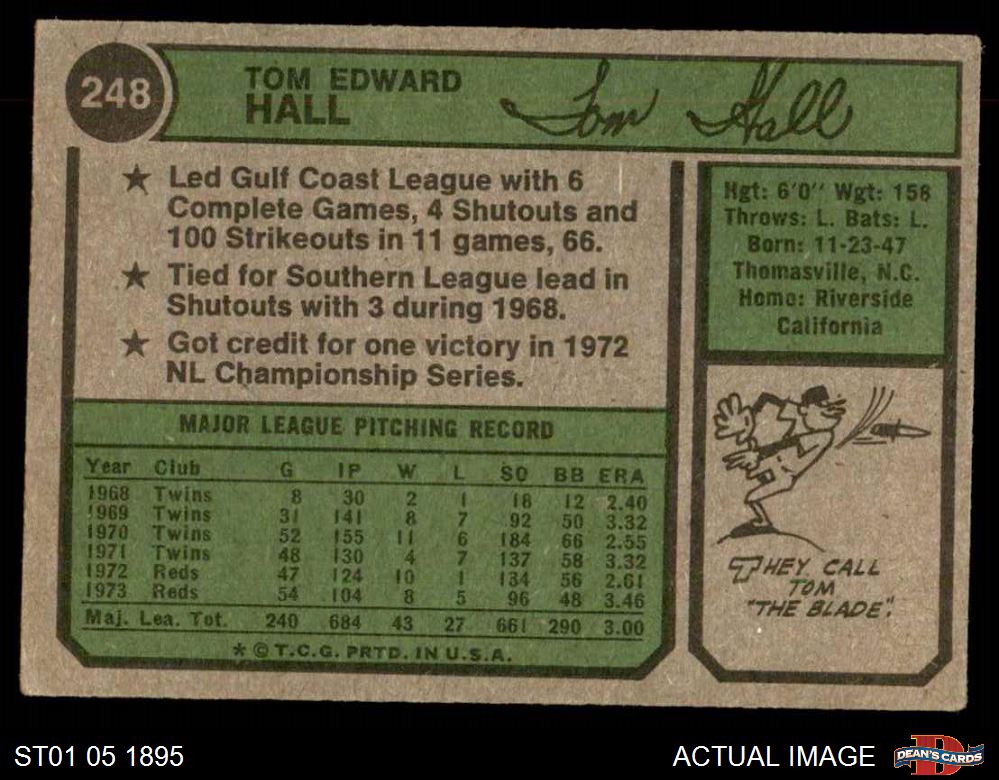 248
TOM EDWARD
HALL
Tom Hall
★ Led Gulf Coast League with 6
Complete Games, 4 Shutouts and
100 Strikeouts in 11 games, 66.
★ Tied for Southern League lead in
Shutouts with 3 during 1968.
★ Got credit for one victory in 1972
NL Championship Series.
Hgt: 6'0" Wgt: 156
Throws: L. Bats: L.
Born: 11-23-47
Thomasville, N.C.
Home: Riverside
California
MAJOR LEAGUE PITCHING RECORD
Year Club G IP W L SO BB ERA
1968 Twins 8 30 2 1 18 12 2.40
1969 Twins 31 141 8 7 92 50 3.32
1970 Twins 52 155 11 6 184 66 2.55
1971 Twins 48 130 4 7 137 58 3.32
1972 Reds 47 124 10 1 134 56 2.61
1973 Reds 54 104 8 5 96 48 3.46
Maj. Lea. Tot. 240 684 43 27 661 290 3.00
* © T.C.G. PRTD. IN U.S.A.
THEY CALL
TOM
"THE BLADE".
ST01 05 1895
ACTUAL IMAGE
DEAN'S CARDS